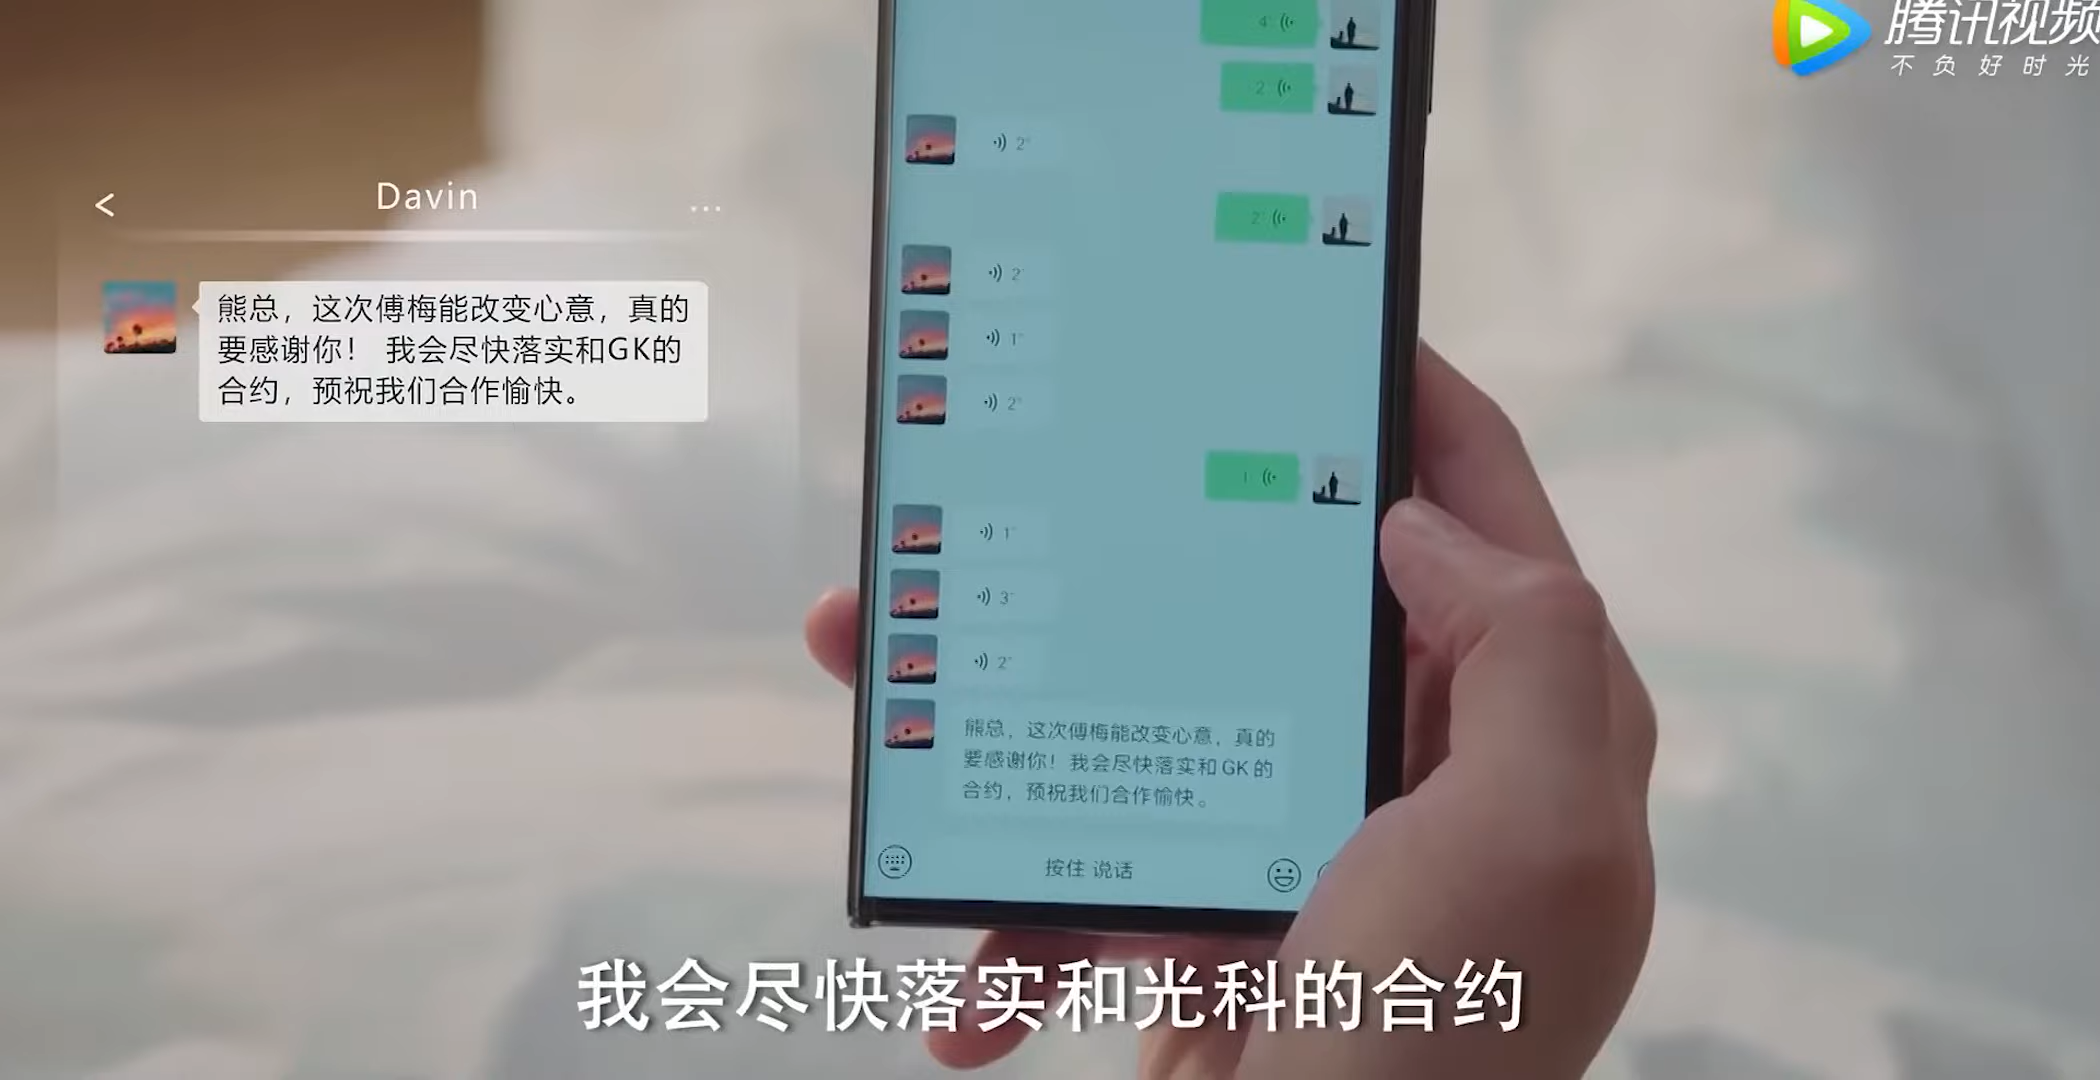 腾讯视频
不负好时光
<
Davin
...
熊总，这次傅梅能改变心意，真的
要感谢你！ 我会尽快落实和GK的
合约，预祝我们合作愉快。
4"
2
2"
2"
2"
1"
2"
1
1"
3"
2"
熊总，这次傅梅能改变心意，真的
要感谢你！我会尽快落实和GK的
合约，预祝我们合作愉快。
按住 说话
我会尽快落实和光科的合约